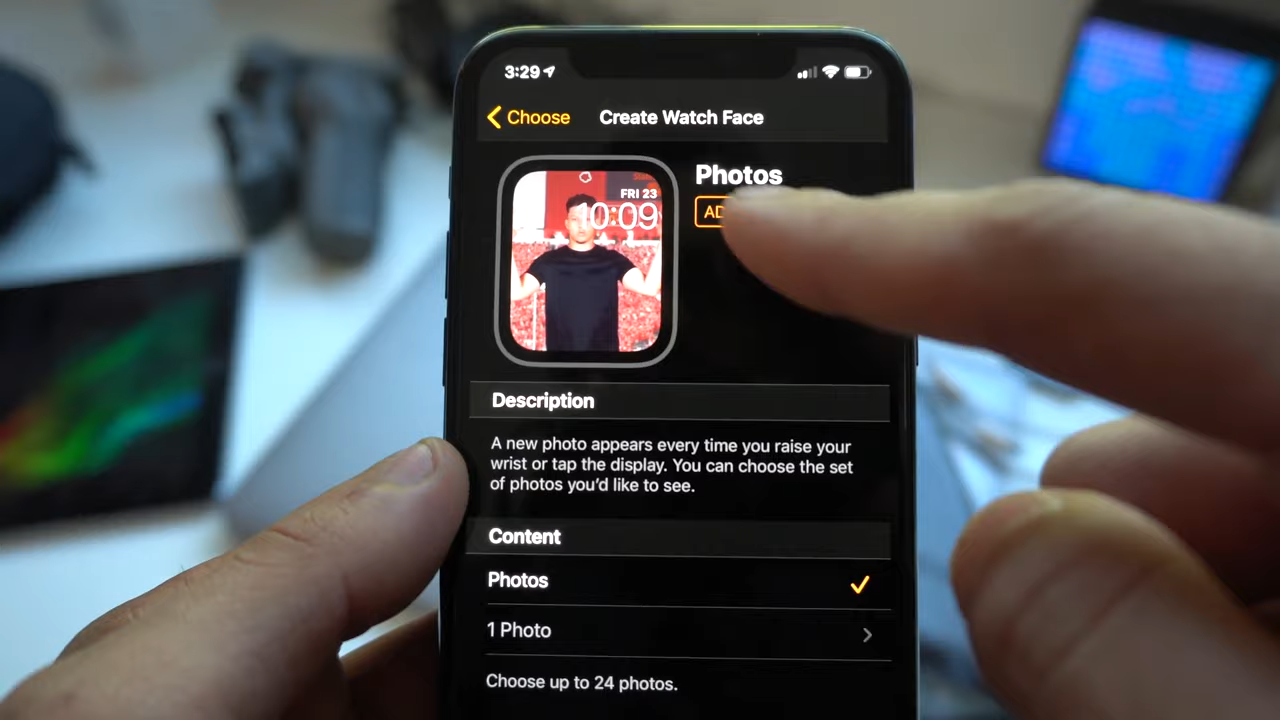 3:29
Choose
Create Watch Face
Photos
FRI 23
10:09
Description
A new photo appears every time you raise your
wrist or tap the display. You can choose the set
of photos you'd like to see.
Content
Photos
1 Photo
Choose up to 24 photos.